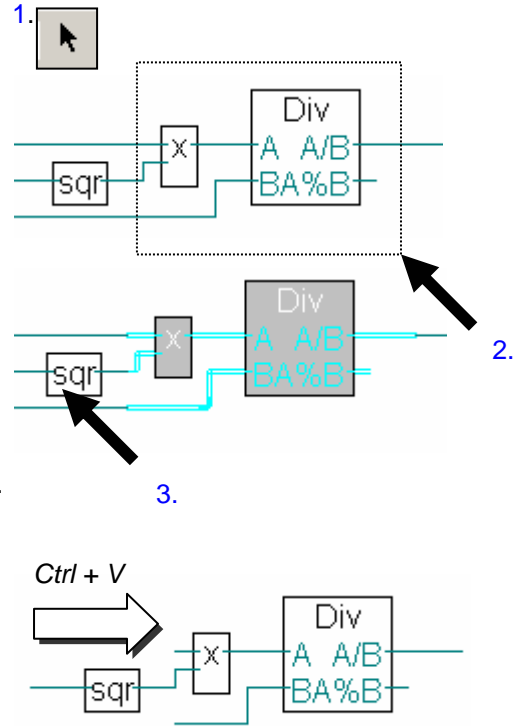 1.
Div
x
A A/B
sqr
BA%B
Div
x
A A/B
2.
sqr
BA%B
3.
Ctrl + V
Div
x
A A/B
sqr
BA%B